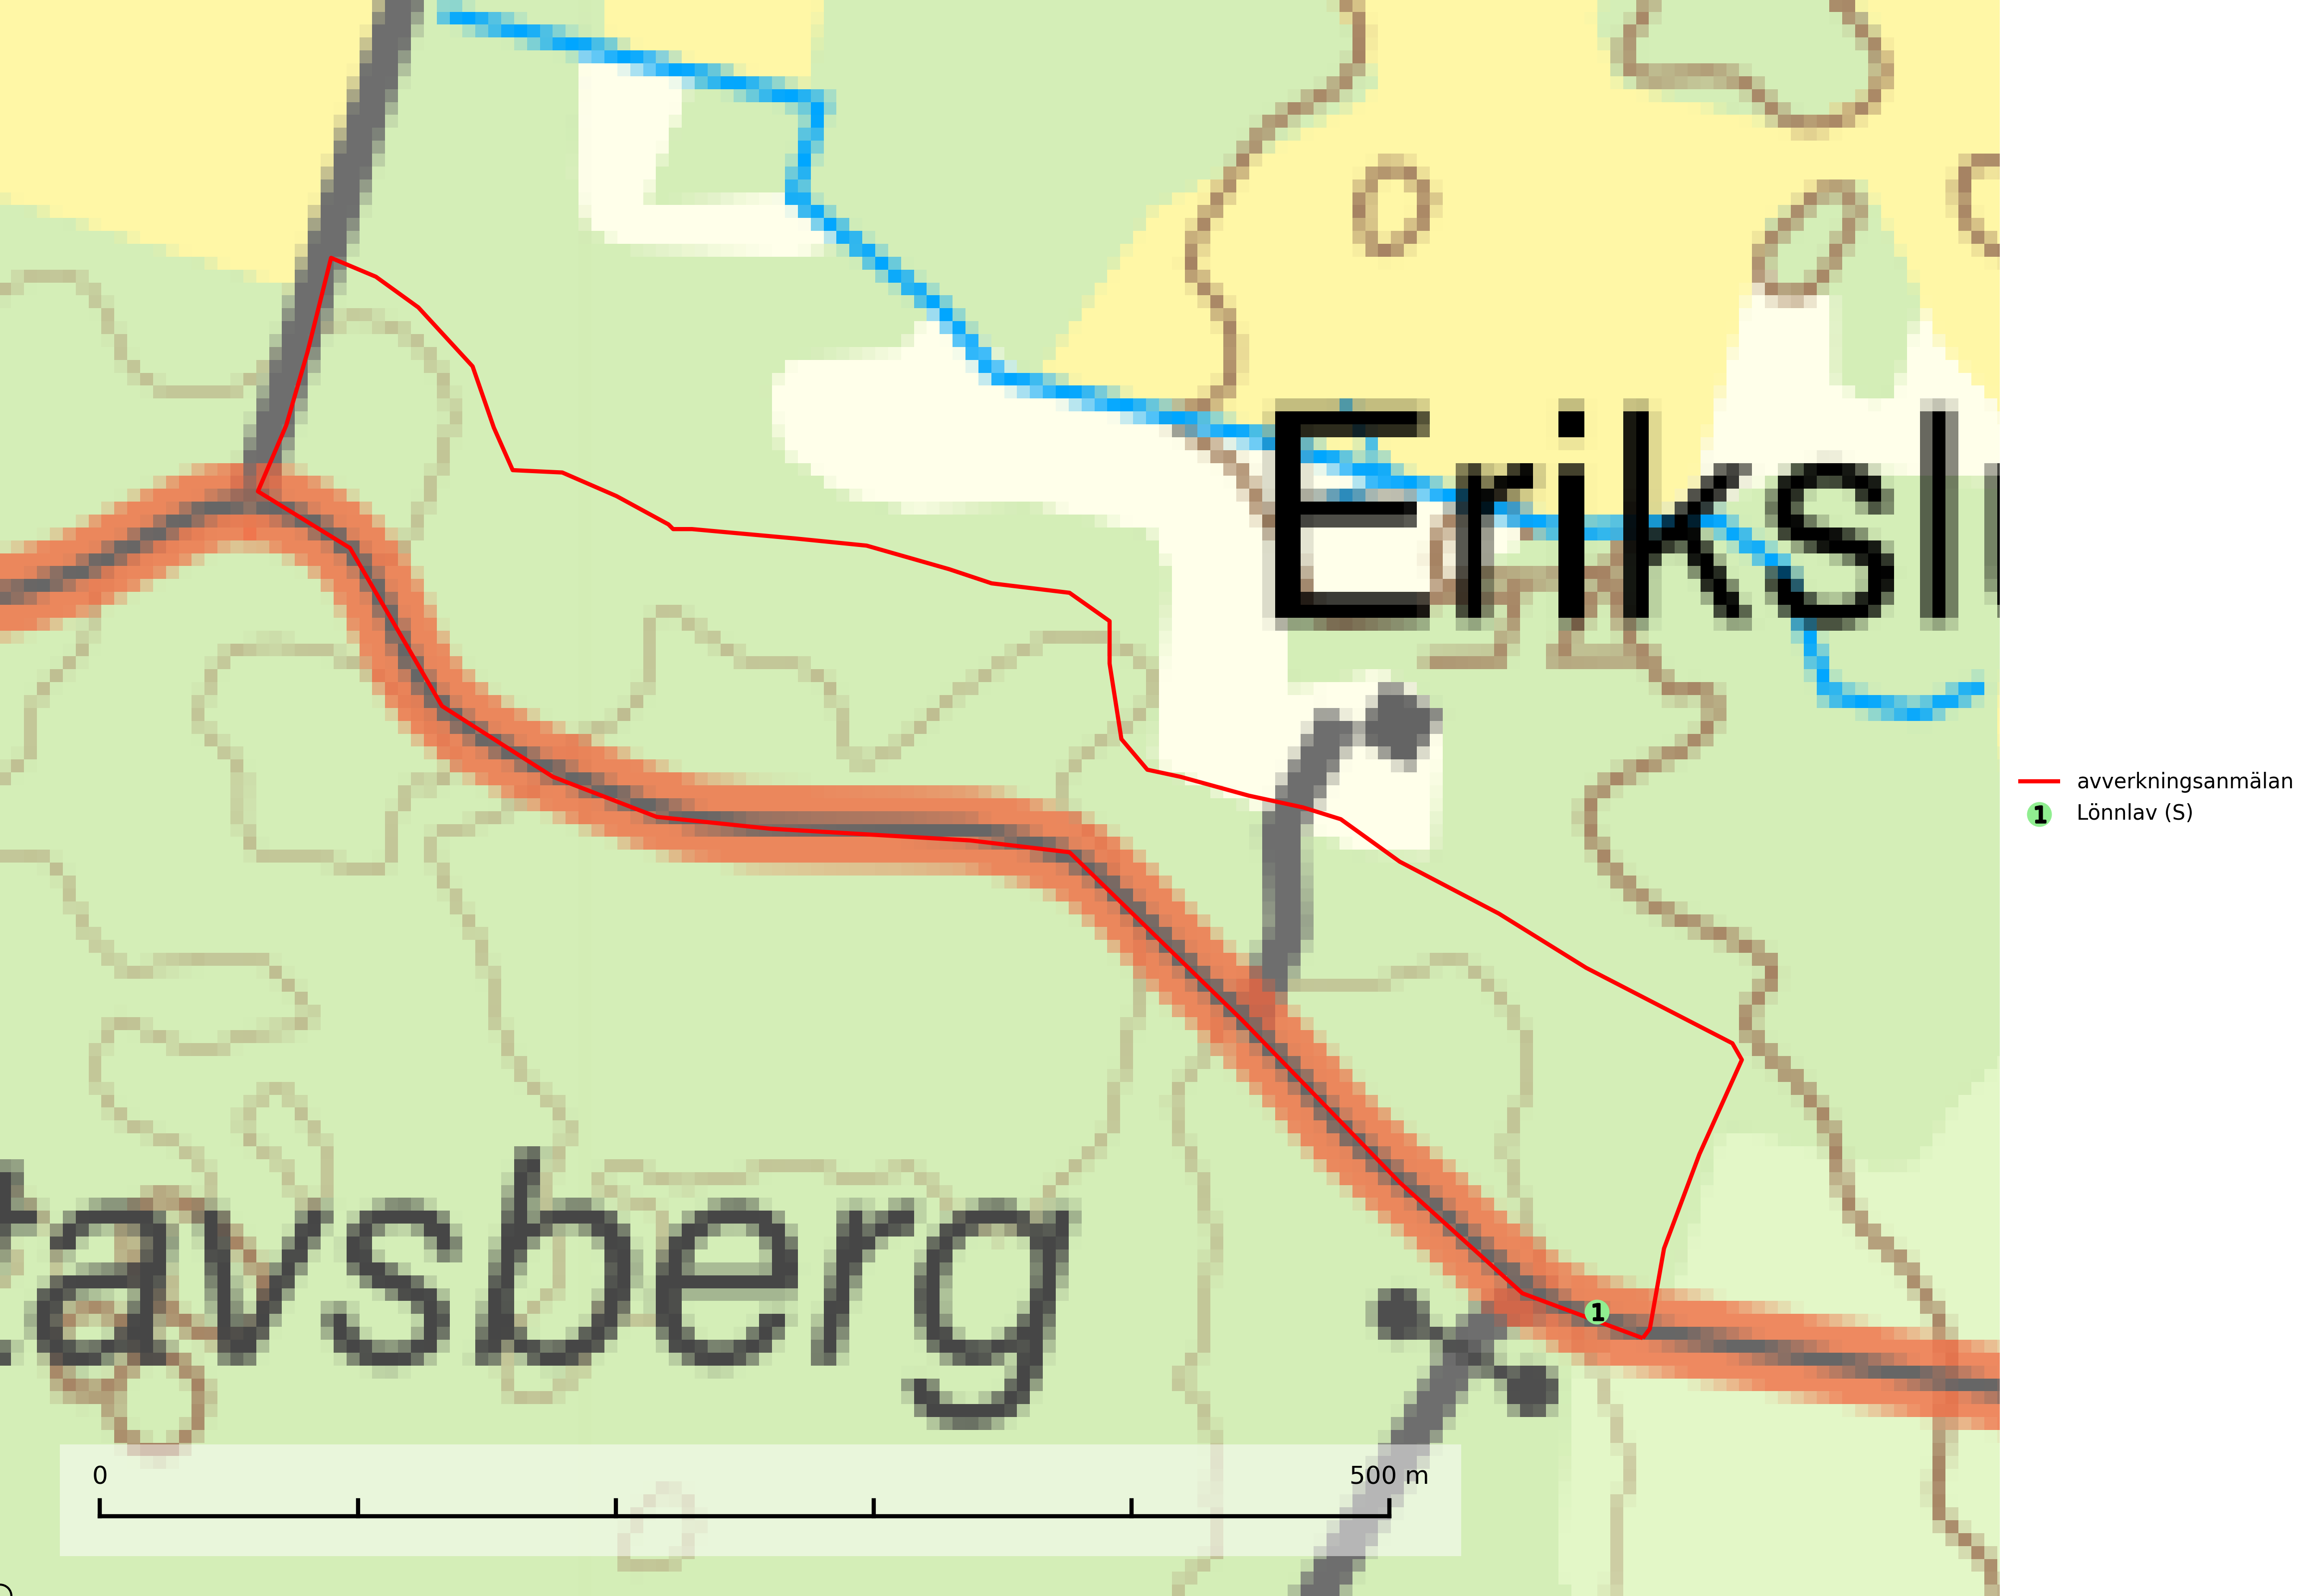 Eriksl
avsberg
1
0 500 m
avverkningsanmälan
1 Lönnlav (S)